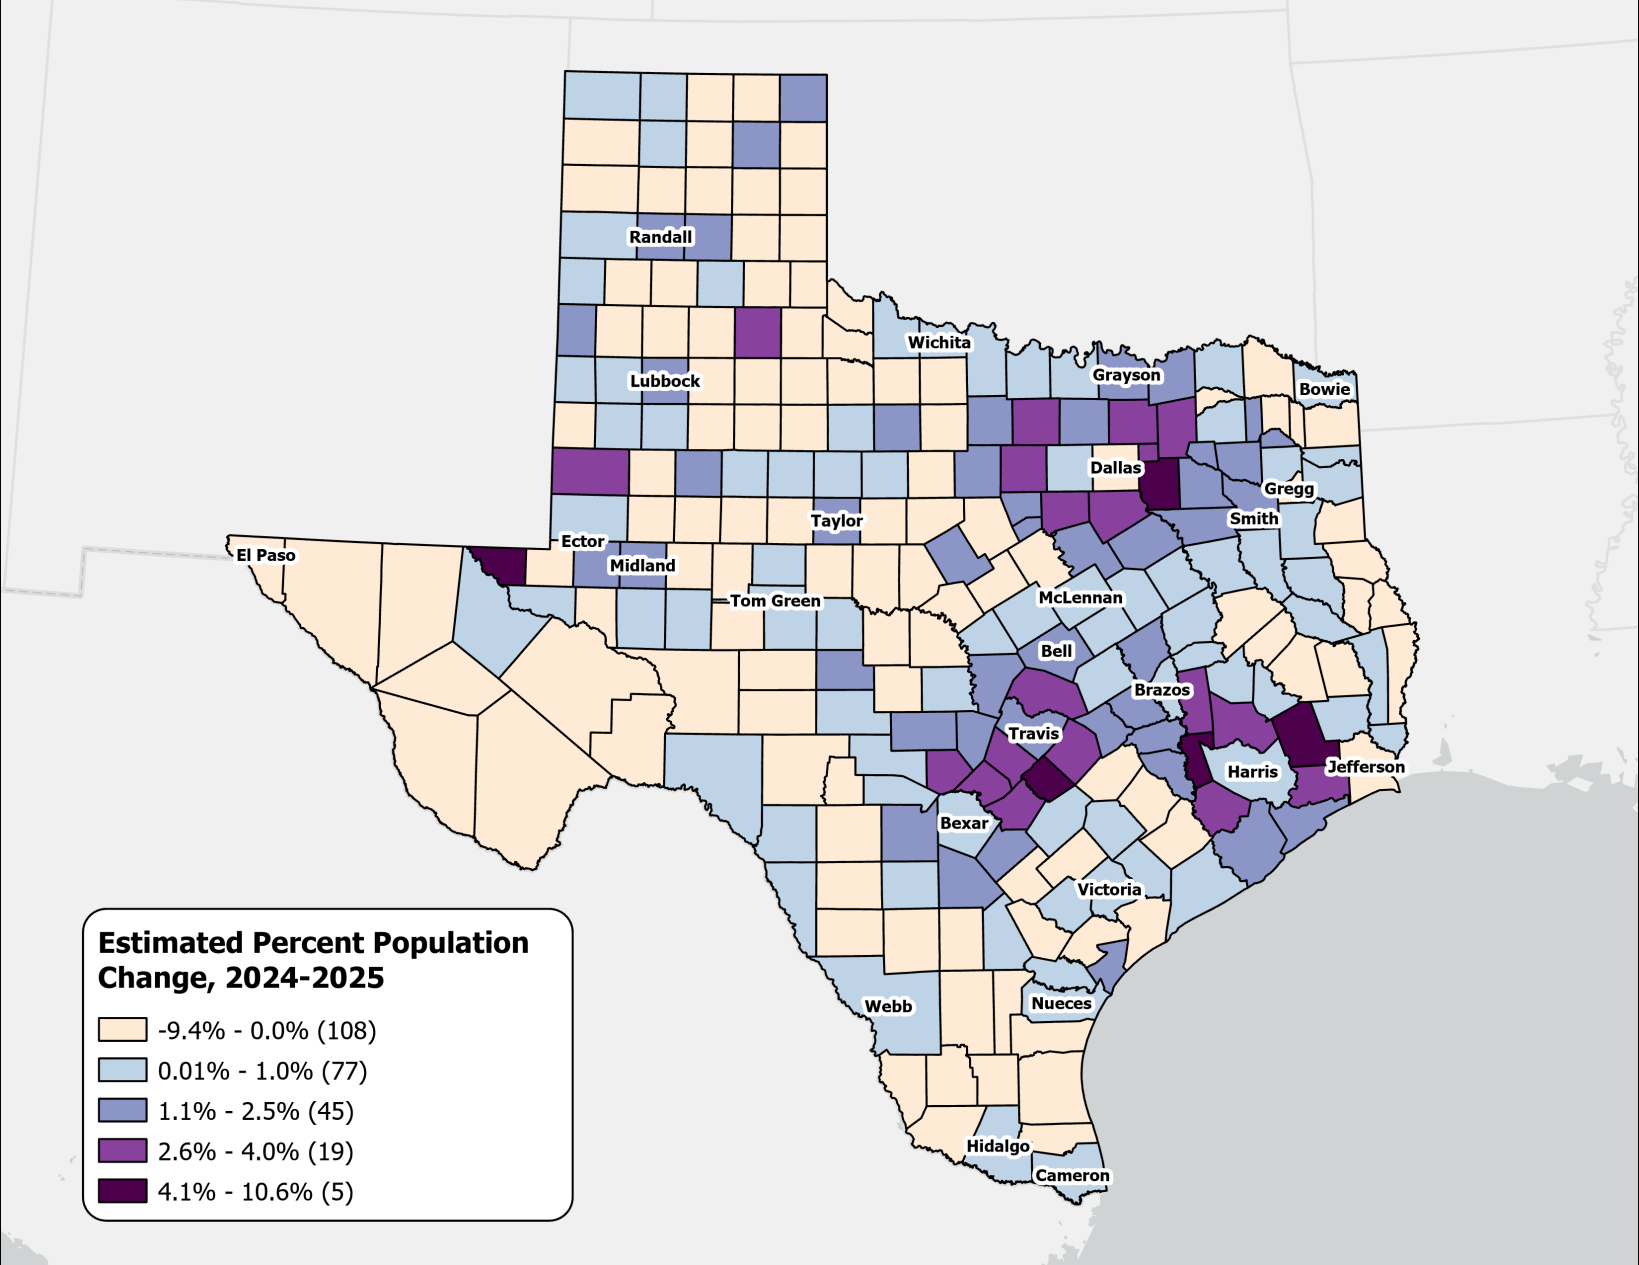 Randall
Wichita
Grayson
Lubbock
Bowie
Dallas
Gregg
Taylor
Smith
Ector
El Paso
Midland
McLennan
Tom Green
Bell
Brazos
Travis
Jefferson
Harris
Bexar
Victoria
Estimated Percent Population
Change, 2024-2025
-9.4% - 0.0% (108)
0.01% - 1.0% (77)
1.1% - 2.5% (45)
2.6% - 4.0% (19)
4.1% - 10.6% (5)
Webb
Nueces
Hidalgo
Cameron